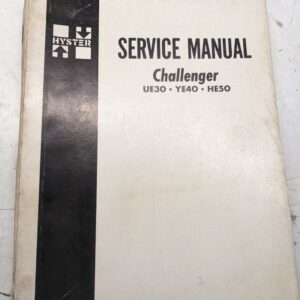 HYSTER
SERVICE MANUAL
Challenger
UE30 • YE40 • HE50